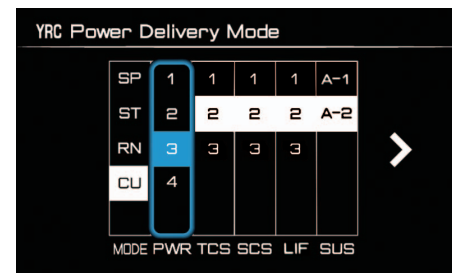 YRC Power Delivery Mode
SP 1 1 1 1 A-1
ST 2 2 2 2 A-2
RN 3 3 3 3
CU 4
MODE PWR TCS SCS LIF SUS